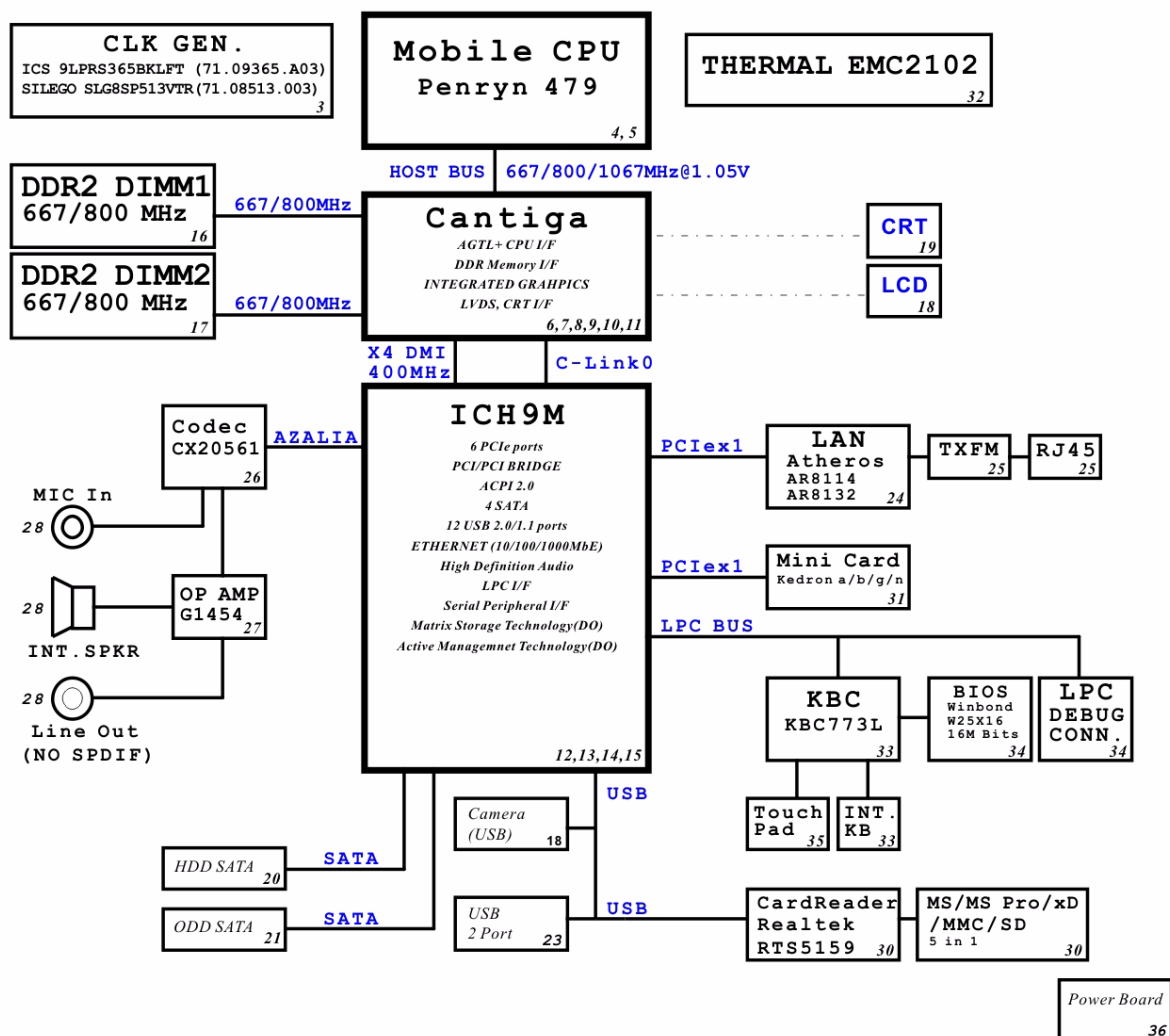 CLK GEN.
ICS 9LPRS365BKLFT (71.09365.A03)
SILEGO SLG8SP513VTR(71.08513.003)
3
Mobile CPU
Penryn 479
4, 5
THERMAL EMC2102
32
HOST BUS 667/800/1067MHz@1.05V
DDR2 DIMM1
667/800 MHz
16
667/800MHz
DDR2 DIMM2
667/800 MHz
17
667/800MHz
Cantiga
AGTL+ CPU I/F
DDR Memory I/F
INTEGRATED GRAHPICS
LVDS, CRT I/F
6,7,8,9,10,11
CRT
19
LCD
18
X4 DMI
400MHz
C-Link0
ICH9M
6 PCIe ports
PCI/PCI BRIDGE
ACPI 2.0
4 SATA
12 USB 2.0/1.1 ports
ETHERNET (10/100/1000MbE)
High Definition Audio
LPC I/F
Serial Peripheral I/F
Matrix Storage Technology(DO)
Active Managemnet Technology(DO)
12,13,14,15
Codec
CX20561
26
AZALIA
MIC In
28
OP AMP
G1454
27
28
INT.SPKR
28
Line Out
(NO SPDIF)
PCIex1
LAN
Atheros
AR8114
AR8132
24
TXFM
25
RJ45
25
PCIex1
Mini Card
Kedron a/b/g/n
31
LPC BUS
KBC
KBC773L
33
BIOS
Winbond
W25X16
16M Bits
34
LPC
DEBUG
CONN.
34
Touch
Pad
35
INT.
KB
33
USB
Camera
(USB)
18
HDD SATA
20
SATA
ODD SATA
21
SATA
USB
2 Port
23
USB
CardReader
Realtek
RTS5159
30
MS/MS Pro/xD
/MMC/SD
5 in 1
30
Power Board
36